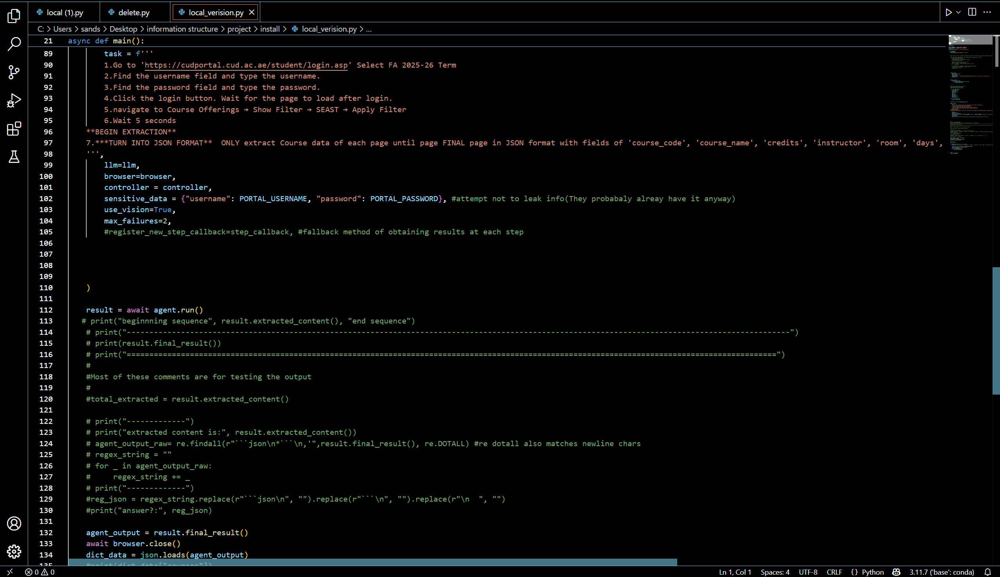 local (1).py
delete.py
local_verision.py
C: > Users > sands > Desktop > information structure > project > install > local_verision.py > ...
21 async def main():
89 task = f'''
90 1.Go to 'https://cudportal.cud.ac.ae/student/login.asp' Select FA 2025-26 Term
91 2.Find the username field and type the username.
92 3.Find the password field and type the password.
93 4.Click the login button. Wait for the page to load after login.
94 5.navigate to Course Offerings → Show Filter → SEAST → Apply Filter
95 6.Wait 5 seconds
96 **BEGIN EXTRACTION**
97 7.***TURN INTO JSON FORMAT**  ONLY extract Course data of each page until page FINAL page in JSON format with fields of 'course_code', 'course_name', 'credits', 'instructor', 'room', 'days',
98 ''',
99 llm=llm,
100 browser=browser,
101 controller = controller,
102 sensitive_data = {"username": PORTAL_USERNAME, "password": PORTAL_PASSWORD}, #attempt not to leak info(They probabaly alreay have it anyway)
103 use_vision=True,
104 max_failures=2,
105 #register_new_step_callback=step_callback, #fallback method of obtaining results at each step
106
107
108
109
110 )
111
112 result = await agent.run()
113 # print("beginnning sequence", result.extracted_content(), "end sequence")
114 # print("---------------------------------------------------------------------------------------------------------------------------------------------------")
115 # print(result.final_result())
116 # print("================================================================================================================================================")
117 #
118 #Most of these comments are for testing the output
119 #
120 #total_extracted = result.extracted_content()
121
122 # print("-------------")
123 # print("extracted content is:", result.extracted_content())
124 # agent_output_raw= re.findall(r"```json\n*```\n,'",result.final_result(), re.DOTALL) #re dotall also matches newline chars
125 # regex_string = ""
126 # for _ in agent_output_raw:
127 #     regex_string += _
128 # print("-------------")
129 #reg_json = regex_string.replace(r"```json\n", "").replace(r"```\n", "").replace(r"\n  ", "")
130 #print("answer?:", reg_json)
131
132 agent_output = result.final_result()
133 await browser.close()
134 dict_data = json.loads(agent_output)
135 #print(dict_data["courses"])
0 0
Ln 1, Col 1 Spaces: 4 UTF-8 CRLF {} Python 3.11.7 ('base': conda)